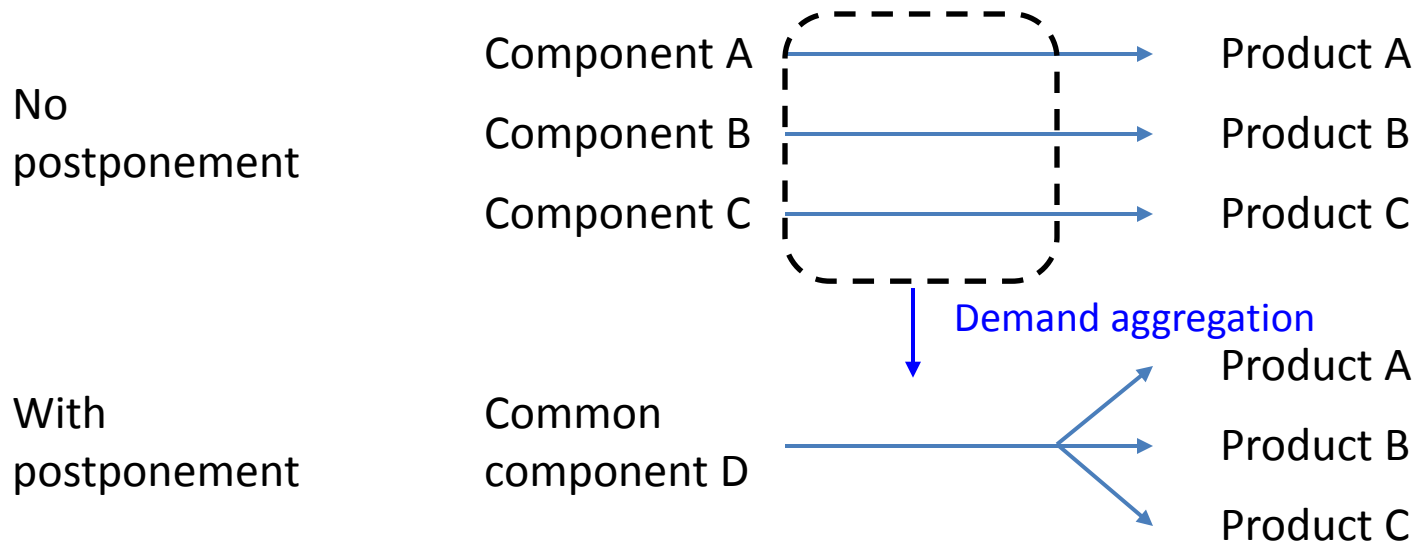 No
postponement
Component A
Component B
Component C
Product A
Product B
Product C
Demand aggregation
With
postponement
Common
component D
Product A
Product B
Product C